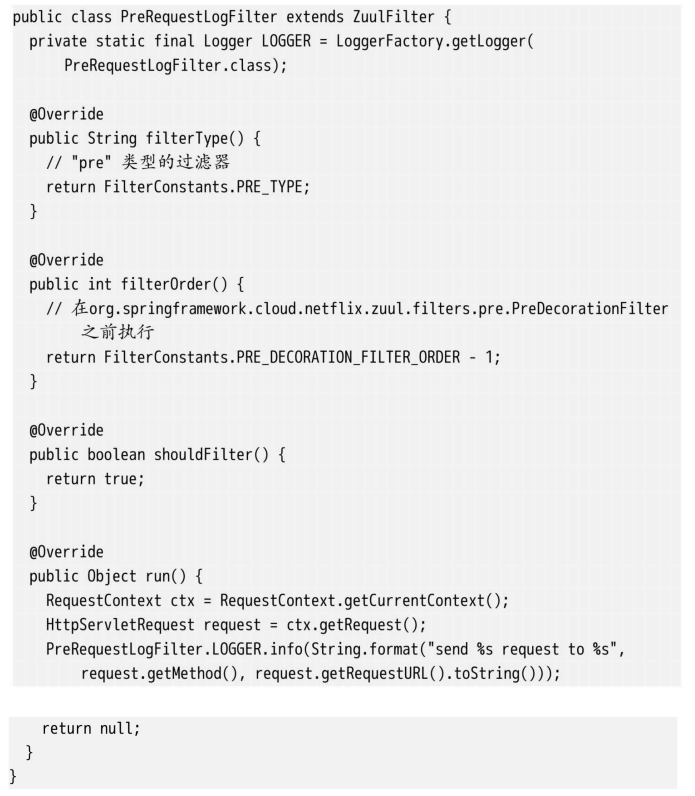 public class PreRequestLogFilter extends ZuulFilter {
  private static final Logger LOGGER = LoggerFactory.getLogger(
      PreRequestLogFilter.class);

  @Override
  public String filterType() {
    // "pre" 类型的过滤器
    return FilterConstants.PRE_TYPE;
  }

  @Override
  public int filterOrder() {
    // 在org.springframework.cloud.netflix.zuul.filters.pre.PreDecorationFilter
        之前执行
    return FilterConstants.PRE_DECORATION_FILTER_ORDER - 1;
  }

  @Override
  public boolean shouldFilter() {
    return true;
  }

  @Override
  public Object run() {
    RequestContext ctx = RequestContext.getCurrentContext();
    HttpServletRequest request = ctx.getRequest();
    PreRequestLogFilter.LOGGER.info(String.format("send %s request to %s",
        request.getMethod(), request.getRequestURL().toString()));

    return null;
  }
}